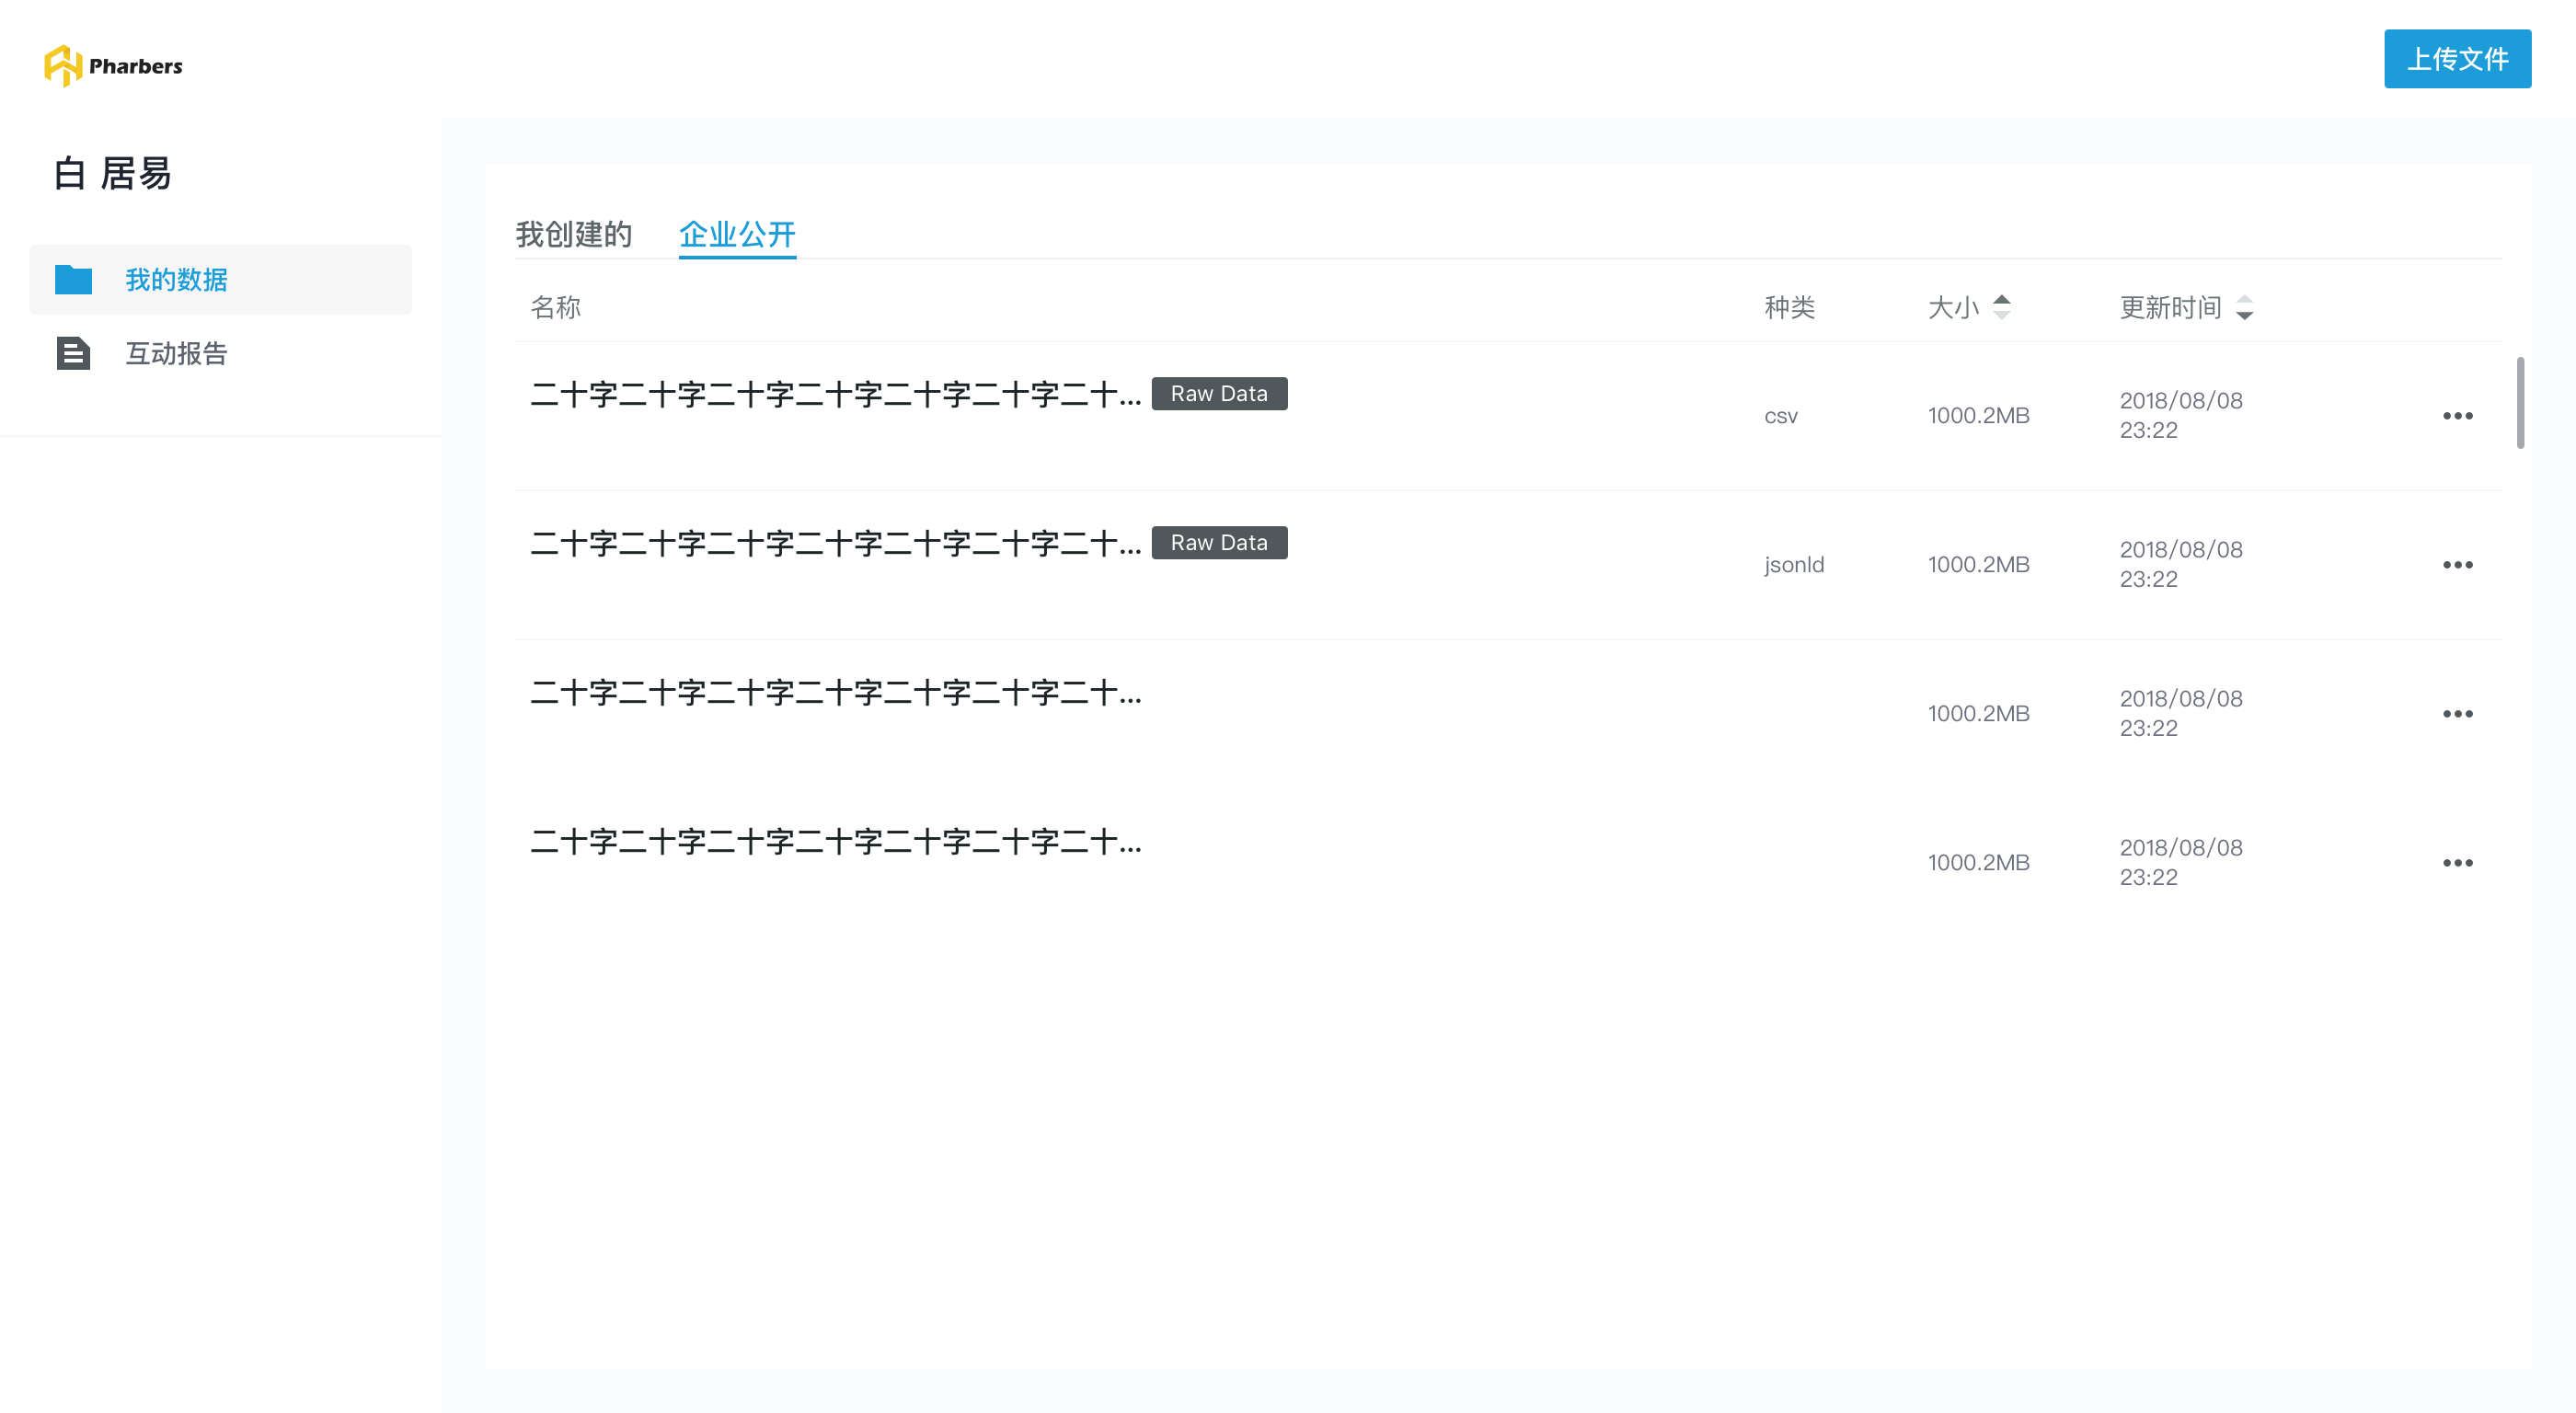 Pharbers
上传文件
白 居易
我的数据
互动报告
我创建的 企业公开
名称 种类 大小 更新时间
二十字二十字二十字二十字二十字二十字二十... Raw Data csv 1000.2MB 2018/08/08
23:22
二十字二十字二十字二十字二十字二十字二十... Raw Data jsonld 1000.2MB 2018/08/08
23:22
二十字二十字二十字二十字二十字二十字二十... 1000.2MB 2018/08/08
23:22
二十字二十字二十字二十字二十字二十字二十... 1000.2MB 2018/08/08
23:22